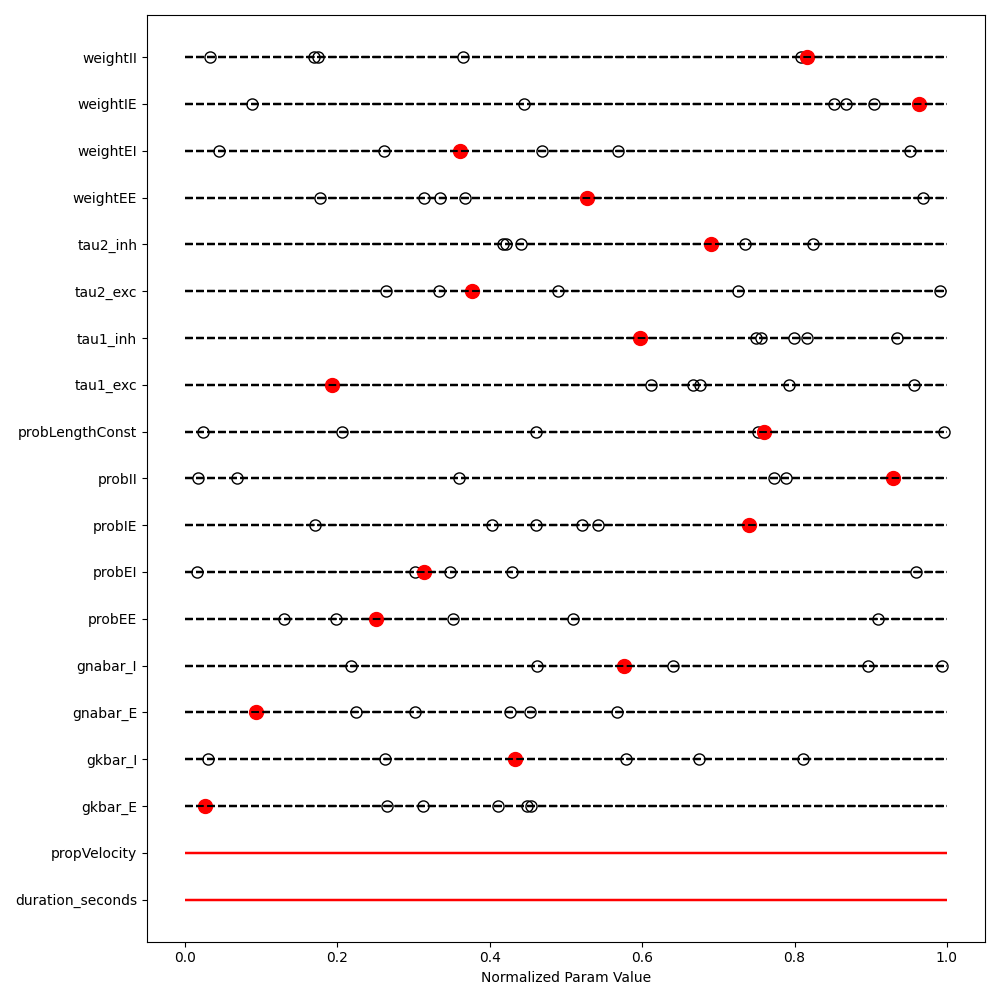 weightII
weightIE
weightEI
weightEE
tau2_inh
tau2_exc
tau1_inh
tau1_exc
probLengthConst
probII
probIE
probEI
probEE
gnabar_I
gnabar_E
gkbar_I
gkbar_E
propVelocity
duration_seconds
0.0 0.2 0.4 0.6 0.8 1.0
Normalized Param Value